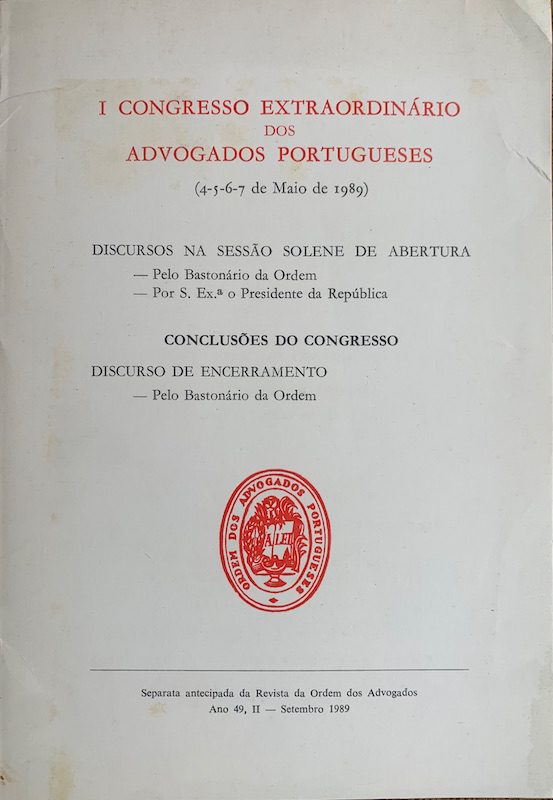 I CONGRESSO EXTRAORDINÁRIO
DOS
ADVOGADOS PORTUGUESES
(4-5-6-7 de Maio de 1989)
DISCURSOS NA SESSÃO SOLENE DE ABERTURA
— Pelo Bastonário da Ordem
— Por S. Ex.ª o Presidente da República
CONCLUSÕES DO CONGRESSO
DISCURSO DE ENCERRAMENTO
— Pelo Bastonário da Ordem
ORDEM DOS ADVOGADOS PORTUGUESES
Separata antecipada da Revista da Ordem dos Advogados
Ano 49, II — Setembro 1989